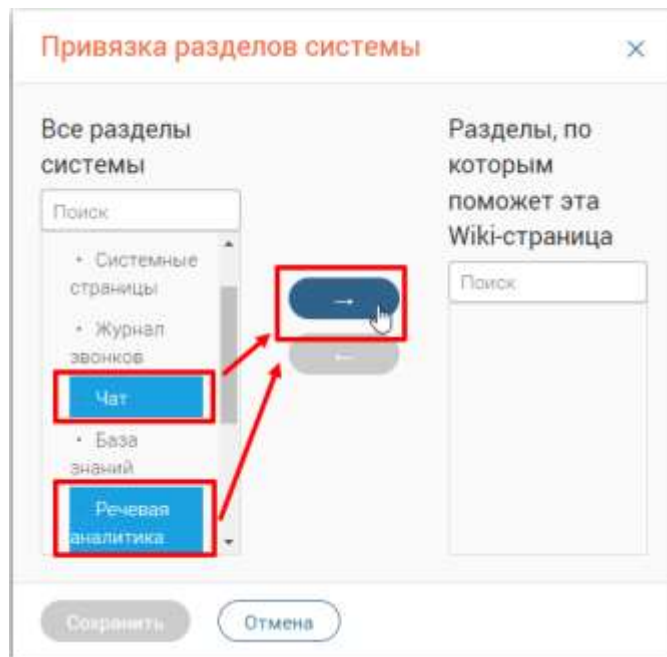 Привязка разделов системы
×
Все разделы
системы
Поиск
• Системные
страницы
• Журнал
звонков
Чат
• База
знаний
Речевая
аналитика
→
←
Разделы, по
которым
поможет эта
Wiki-страница
Поиск
Сохранить
Отмена